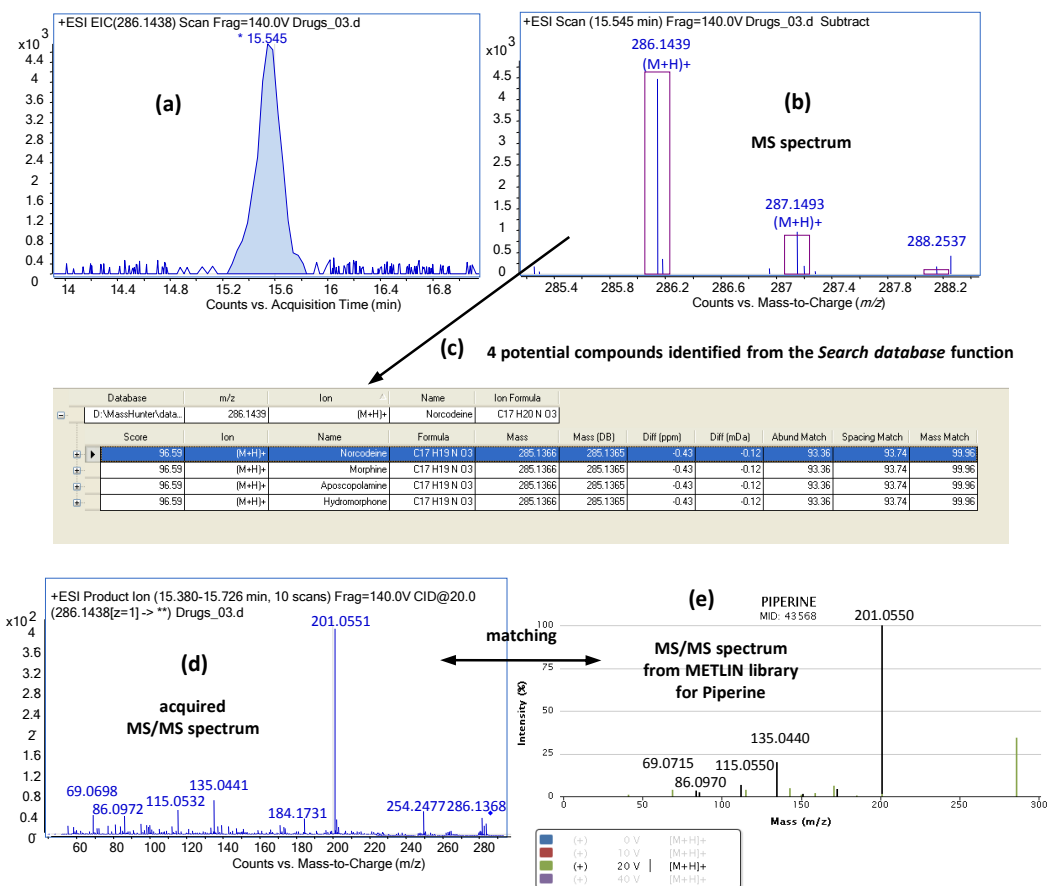 +ESI EIC(286.1438) Scan Frag=140.0V Drugs_03.d
x10 3
* 15.545
4.4
4
3.6
3.2
2.8
2.4
2
1.6
1.2
0.8
0.4
0
(a)
14 14.4 14.8 15.2 15.6 16 16.4 16.8
Counts vs. Acquisition Time (min)
+ESI Scan (15.545 min) Frag=140.0V Drugs_03.d Subtract
x10 3
286.1439
(M+H)+
4.5
4
3.5
3
2.5
2
1.5
1
0.5
0
(b)
MS spectrum
287.1493
(M+H)+
288.2537
285.4 285.8 286.2 286.6 287 287.4 287.8 288.2
Counts vs. Mass-to-Charge (m/z)
(c) 4 potential compounds identified from the Search database function
Database m/z Ion Name Ion Formula
D:\MassHunter\data... 286.1439 (M+H)+ Norcodeine C17 H20 N O3
Score Ion Name Formula Mass Mass (DB) Diff (ppm) Diff (mDa) Abund Match Spacing Match Mass Match
96.59 (M+H)+ Norcodeine C17 H19 N O3 285.1366 285.1365 -0.43 -0.12 93.36 93.74 99.96
96.59 (M+H)+ Morphine C17 H19 N O3 285.1366 285.1365 -0.43 -0.12 93.36 93.74 99.96
96.59 (M+H)+ Aposcopolamine C17 H19 N O3 285.1366 285.1365 -0.43 -0.12 93.36 93.74 99.96
96.59 (M+H)+ Hydromorphone C17 H19 N O3 285.1366 285.1365 -0.43 -0.12 93.36 93.74 99.96
+ESI Product Ion (15.380-15.726 min, 10 scans) Frag=140.0V CID@20.0
(286.1438[z=1] -> **) Drugs_03.d
x10 2
201.0551
4
3.6
3.2
2.8
2.4
2
1.6
1.2
0.8
0.4
0
(d)
acquired
MS/MS spectrum
69.0698
86.0972
115.0532
135.0441
184.1731
254.2477
286.1368
60 80 100 120 140 160 180 200 220 240 260 280
Counts vs. Mass-to-Charge (m/z)
matching
(e)
PIPERINE
MID: 43568
201.0550
MS/MS spectrum
from METLIN library
for Piperine
100
75
50
25
0
Intensity (%)
135.0440
69.0715
115.0550
86.0970
0 50 100 150 200 250 300
Mass (m/z)
(+) 0 V [M+H]+
(+) 10 V [M+H]+
(+) 20 V [M+H]+
(+) 40 V [M+H]+